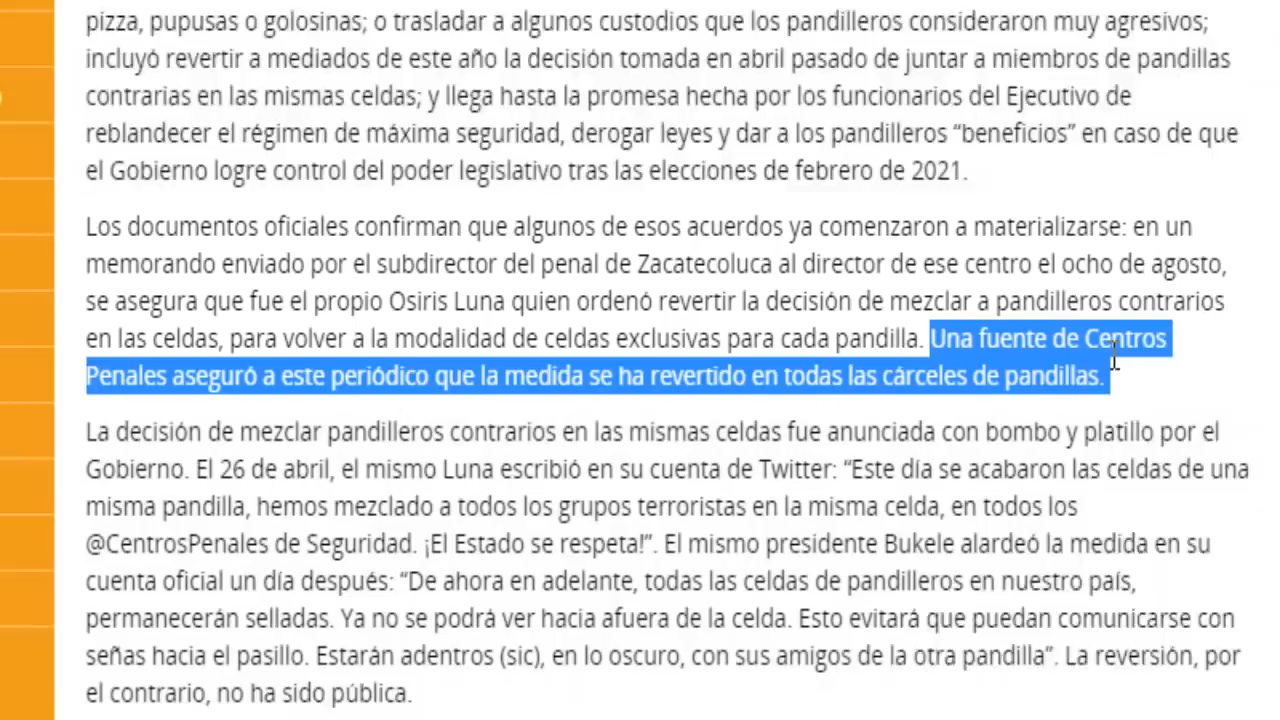 pizza, pupusas o golosinas; o trasladar a algunos custodios que los pandilleros consideraron muy agresivos;
incluyó revertir a mediados de este año la decisión tomada en abril pasado de juntar a miembros de pandillas
contrarias en las mismas celdas; y llega hasta la promesa hecha por los funcionarios del Ejecutivo de
reblandecer el régimen de máxima seguridad, derogar leyes y dar a los pandilleros “beneficios” en caso de que
el Gobierno logre control del poder legislativo tras las elecciones de febrero de 2021.
Los documentos oficiales confirman que algunos de esos acuerdos ya comenzaron a materializarse: en un
memorando enviado por el subdirector del penal de Zacatecoluca al director de ese centro el ocho de agosto,
se asegura que fue el propio Osiris Luna quien ordenó revertir la decisión de mezclar a pandilleros contrarios
en las celdas, para volver a la modalidad de celdas exclusivas para cada pandilla. Una fuente de Centros
Penales aseguró a este periódico que la medida se ha revertido en todas las cárceles de pandillas.
La decisión de mezclar pandilleros contrarios en las mismas celdas fue anunciada con bombo y platillo por el
Gobierno. El 26 de abril, el mismo Luna escribió en su cuenta de Twitter: “Este día se acabaron las celdas de una
misma pandilla, hemos mezclado a todos los grupos terroristas en la misma celda, en todos los
@CentrosPenales de Seguridad. ¡El Estado se respeta!”. El mismo presidente Bukele alardeó la medida en su
cuenta oficial un día después: “De ahora en adelante, todas las celdas de pandilleros en nuestro país,
permanecerán selladas. Ya no se podrá ver hacia afuera de la celda. Esto evitará que puedan comunicarse con
señas hacia el pasillo. Estarán adentros (sic), en lo oscuro, con sus amigos de la otra pandilla”. La reversión, por
el contrario, no ha sido pública.